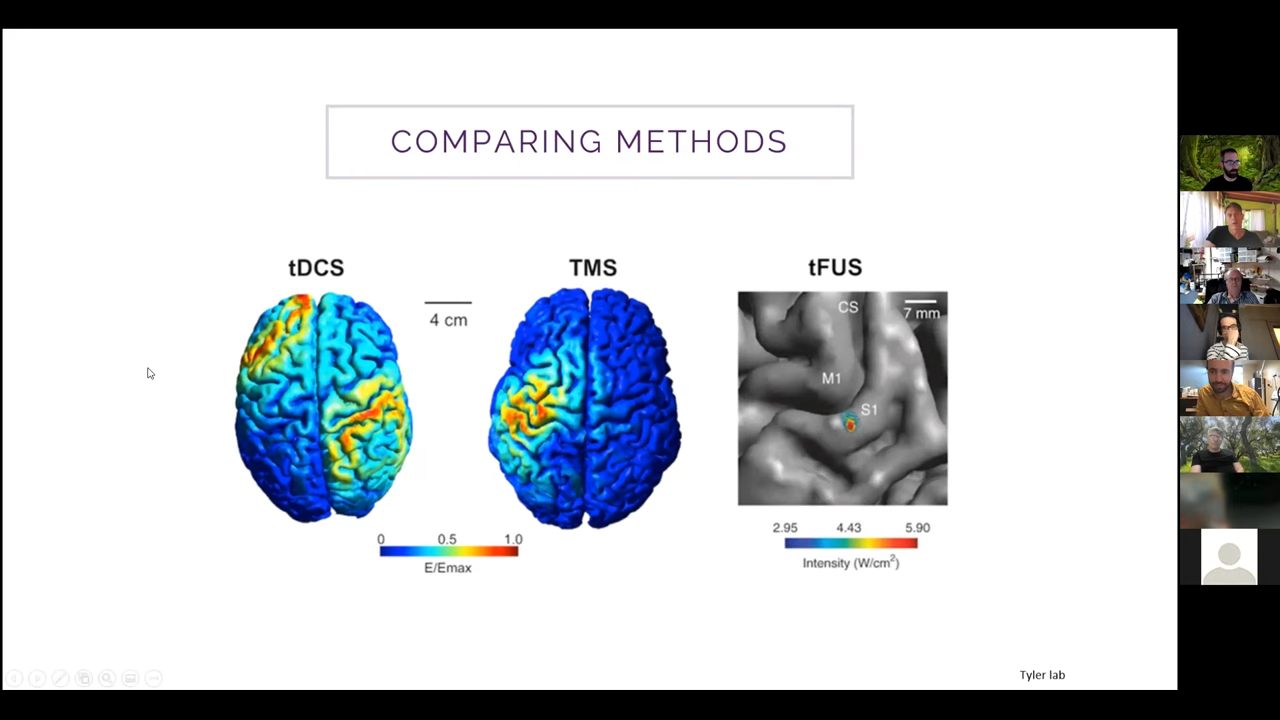 COMPARING METHODS
tDCS
TMS
tFUS
4 cm
CS
7 mm
M1
S1
0 0.5 1.0
E/Emax
2.95 4.43 5.90
Intensity (W/cm²)
Tyler lab